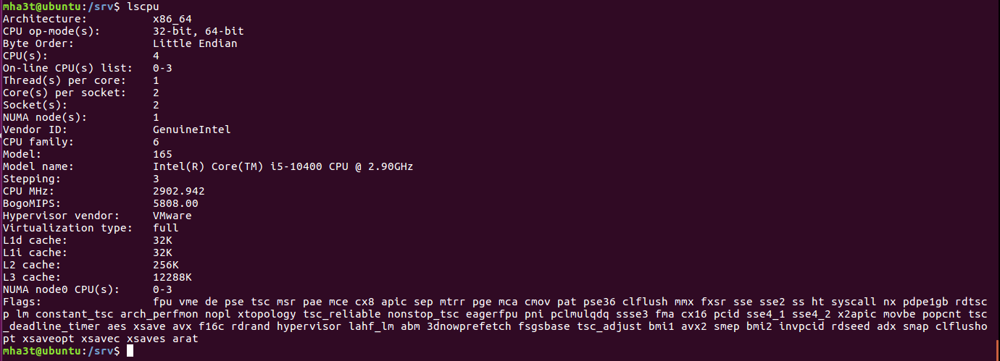 mha3t@ubuntu:/srv$ lscpu
Architecture:          x86_64
CPU op-mode(s):        32-bit, 64-bit
Byte Order:            Little Endian
CPU(s):                4
On-line CPU(s) list:   0-3
Thread(s) per core:    1
Core(s) per socket:    2
Socket(s):             2
NUMA node(s):          1
Vendor ID:             GenuineIntel
CPU family:            6
Model:                 165
Model name:            Intel(R) Core(TM) i5-10400 CPU @ 2.90GHz
Stepping:              3
CPU MHz:               2902.942
BogoMIPS:              5808.00
Hypervisor vendor:     VMware
Virtualization type:   full
L1d cache:             32K
L1i cache:             32K
L2 cache:              256K
L3 cache:              12288K
NUMA node0 CPU(s):     0-3
Flags:                 fpu vme de pse tsc msr pae mce cx8 apic sep mtrr pge mca cmov pat pse36 clflush mmx fxsr sse sse2 ss ht syscall nx pdpe1gb rdtsc
p lm constant_tsc arch_perfmon nopl xtopology tsc_reliable nonstop_tsc eagerfpu pni pclmulqdq ssse3 fma cx16 pcid sse4_1 sse4_2 x2apic movbe popcnt tsc
_deadline_timer aes xsave avx f16c rdrand hypervisor lahf_lm abm 3dnowprefetch fsgsbase tsc_adjust bmi1 avx2 smep bmi2 invpcid rdseed adx smap clflusho
pt xsaveopt xsavec xsaves arat
mha3t@ubuntu:/srv$